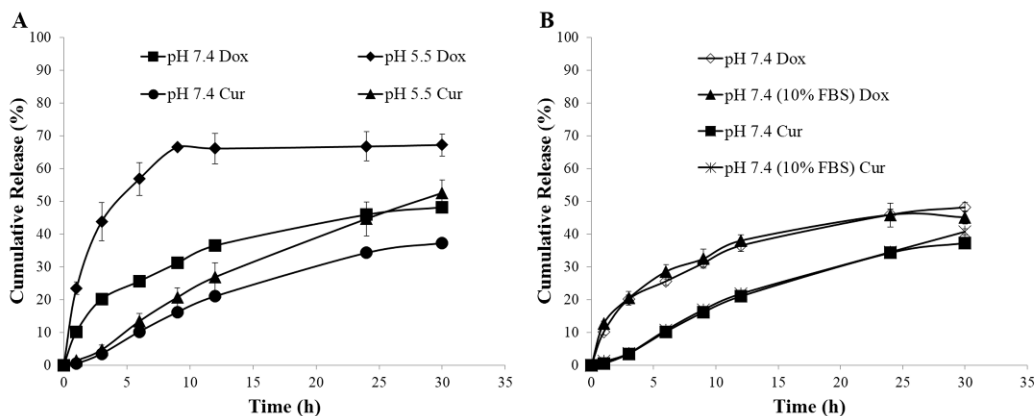 A
pH 7.4 Dox
pH 5.5 Dox
pH 7.4 Cur
pH 5.5 Cur
Cumulative Release (%)
100
90
80
70
60
50
40
30
20
10
0
0 5 10 15 20 25 30 35
Time (h)
B
pH 7.4 Dox
pH 7.4 (10% FBS) Dox
pH 7.4 Cur
pH 7.4 (10% FBS) Cur
Cumulative Release (%)
100
90
80
70
60
50
40
30
20
10
0
0 5 10 15 20 25 30 35
Time (h)